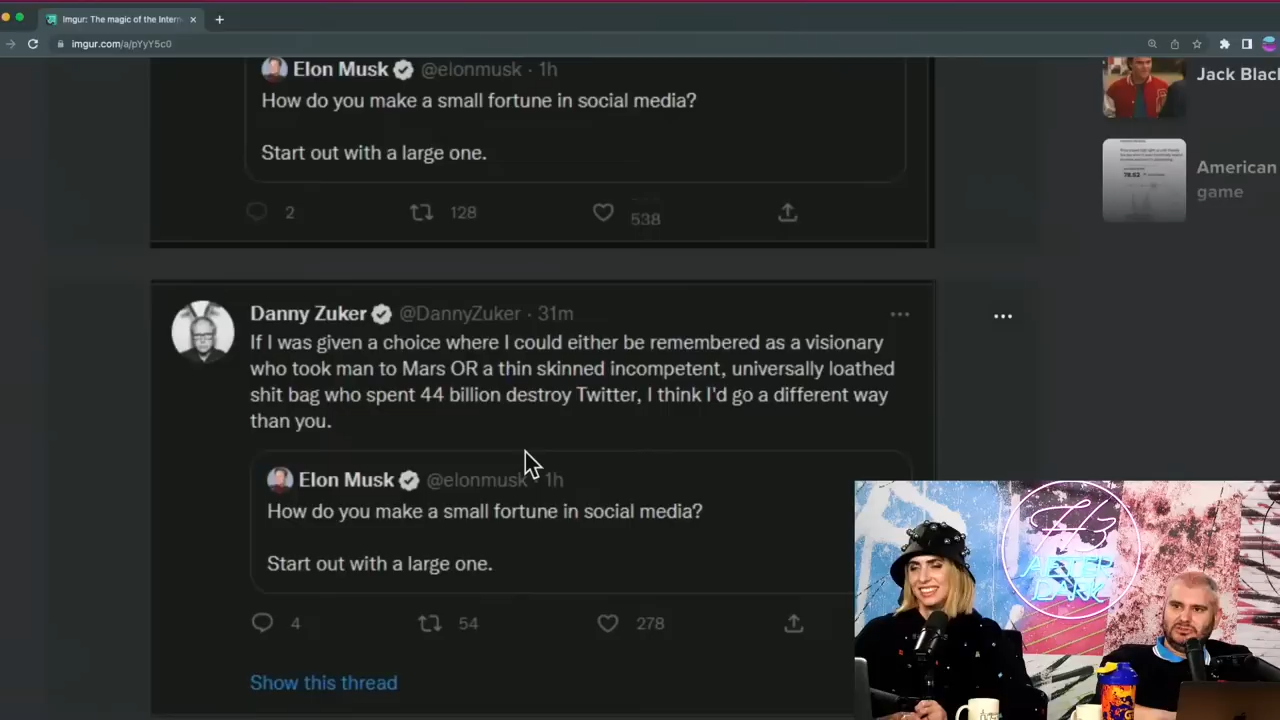 Imgur: The magic of the Intern
imgur.com/a/pYyY5c0
Elon Musk @elonmusk · 1h
How do you make a small fortune in social media?
Start out with a large one.
2 128 538
Jack Blac
American
game
Danny Zuker @DannyZuker · 31m
If I was given a choice where I could either be remembered as a visionary
who took man to Mars OR a thin skinned incompetent, universally loathed
shit bag who spent 44 billion destroy Twitter, I think I'd go a different way
than you.
Elon Musk @elonmusk · 1h
How do you make a small fortune in social media?
Start out with a large one.
4 54 278
Show this thread
H3
AFTER
DARK